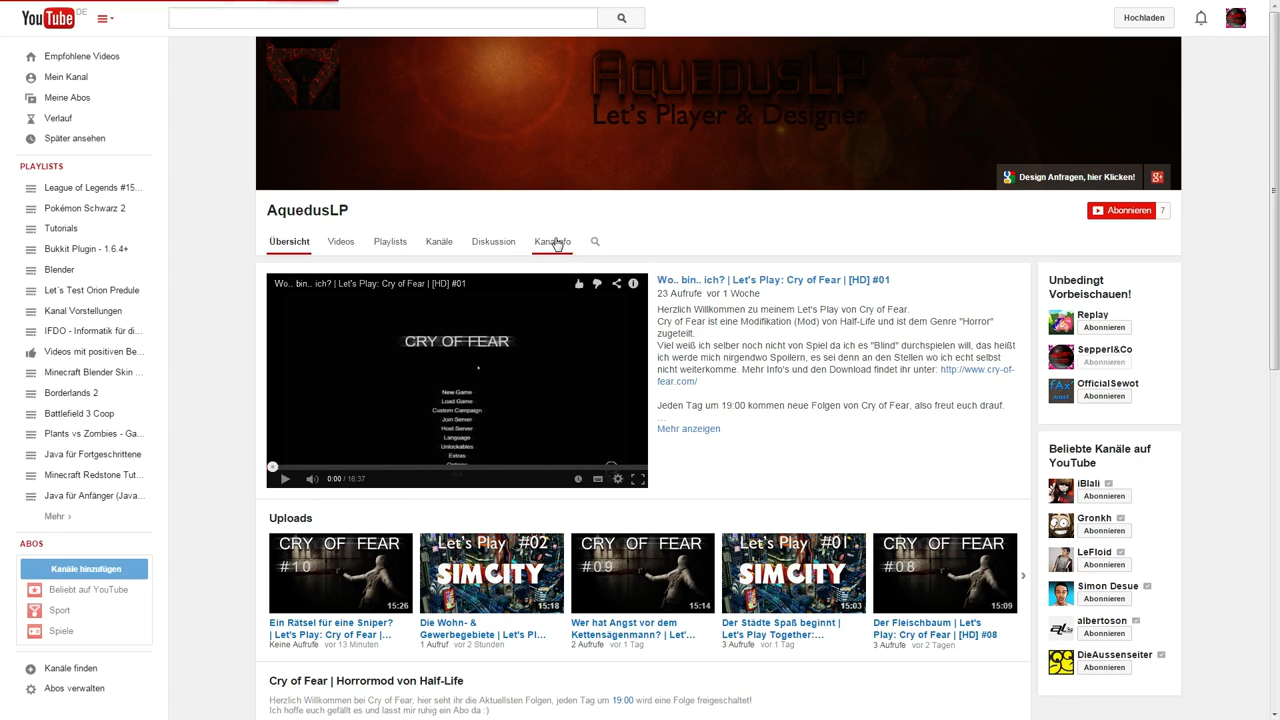 YouTube DE
Hochladen
Empfohlene Videos
Mein Kanal
Meine Abos
Verlauf
Später ansehen
PLAYLISTS
League of Legends #15...
Pokémon Schwarz 2
Tutorials
Bukkit Plugin - 1.6.4+
Blender
Let´s Test Orion Predule
Kanal Vorstellungen
IFDO - Informatik für di...
Videos mit positiven Be...
Minecraft Blender Skin ...
Borderlands 2
Battlefield 3 Coop
Plants vs Zombies - Ga...
Java für Fortgeschrittene
Minecraft Redstone Tut...
Java für Anfänger (Java...
Mehr ›
ABOS
Kanäle hinzufügen
Beliebt auf YouTube
Sport
Spiele
Kanäle finden
Abos verwalten
AquedusLP
Let's Player & Designer
Design Anfragen, hier Klicken!
AquedusLP
Abonnieren 7
Übersicht Videos Playlists Kanäle Diskussion Kanalinfo
Wo.. bin.. ich? | Let's Play: Cry of Fear | [HD] #01
CRY OF FEAR
New Game
Load Game
Custom Campaign
Join Server
Host Server
Language
Unlockables
Extras
0:00 / 16:37
Wo.. bin.. ich? | Let's Play: Cry of Fear | [HD] #01
23 Aufrufe vor 1 Woche
Herzlich Willkommen zu meinem Let's Play von Cry of Fear.
Cry of Fear ist eine Modifikation (Mod) von Half-Life und ist dem Genre "Horror"
zugeteilt.
Viel weiß ich selber noch nicht von Spiel da ich es "Blind" durchspielen will, das heißt
ich werde mich nirgendwo Spoilern, es sei denn an den Stellen wo ich echt selbst
nicht weiterkomme. Mehr Info's und den Download findet ihr unter: http://www.cry-of-
fear.com/
Jeden Tag um 19:00 kommen neue Folgen von Cry of Fear, also freut euch drauf.
...
Mehr anzeigen
Uploads
CRY OF FEAR
#10
15:26
Ein Rätsel für eine Sniper?
| Let's Play: Cry of Fear |...
Keine Aufrufe vor 13 Minuten
Let's Play #02
SIMCITY
15:18
Die Wohn- &
Gewerbegebiete | Let's Pl...
1 Aufruf vor 2 Stunden
CRY OF FEAR
#09
15:14
Wer hat Angst vor dem
Kettensägenmann? | Let'...
2 Aufrufe vor 1 Tag
Let's Play #01
SIMCITY
15:03
Der Städte Spaß beginnt |
Let's Play Together:...
3 Aufrufe vor 1 Tag
CRY OF FEAR
#08
15:09
Der Fleischbaum | Let's
Play: Cry of Fear | [HD] #08
3 Aufrufe vor 2 Tagen
Cry of Fear | Horrormod von Half-Life
Herzlich Willkommen bei Cry of Fear, hier seht ihr die Aktuellsten Folgen, jeden Tag um 19:00 wird eine Folge freigeschaltet!
Ich hoffe euch gefällt es und lasst mir ruhig ein Abo da :)
Unbedingt
Vorbeischauen!
Replay
Abonnieren
Sepperl&Co
Abonnieren
OfficialSewot
Abonnieren
Beliebte Kanäle auf
YouTube
iBlali
Abonnieren
Gronkh
Abonnieren
LeFloid
Abonnieren
Simon Desue
Abonnieren
albertoson
Abonnieren
DieAussenseiter
Abonnieren